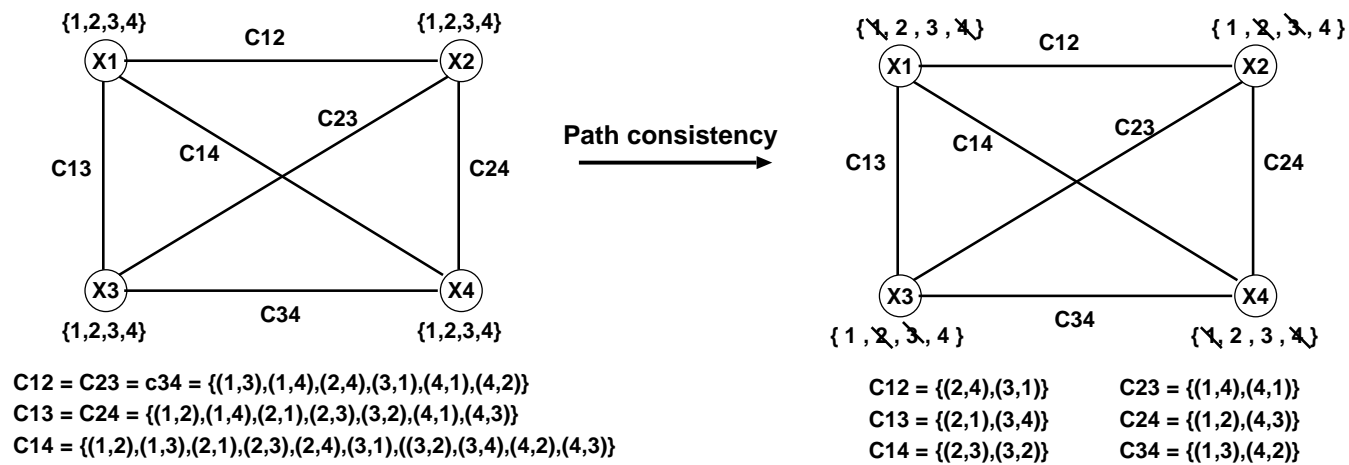 {1,2,3,4} {1,2,3,4}
C12
X1 X2
C23
C14
C13 C24
X3 X4
C34
{1,2,3,4} {1,2,3,4}
C12 = C23 = c34 = {(1,3),(1,4),(2,4),(3,1),(4,1),(4,2)}
C13 = C24 = {(1,2),(1,4),(2,1),(2,3),(3,2),(4,1),(4,3)}
C14 = {(1,2),(1,3),(2,1),(2,3),(2,4),(3,1),((3,2),(3,4),(4,2),(4,3)}
Path consistency
{ 1, 2 , 3 , 4 } { 1 , 2 , 3 , 4 }
C12
X1 X2
C23
C14
C13 C24
X3 X4
C34
{ 1 , 2 , 3 , 4 } { 1, 2 , 3 , 4 }
C12 = {(2,4),(3,1)} C23 = {(1,4),(4,1)}
C13 = {(2,1),(3,4)} C24 = {(1,2),(4,3)}
C14 = {(2,3),(3,2)} C34 = {(1,3),(4,2)}